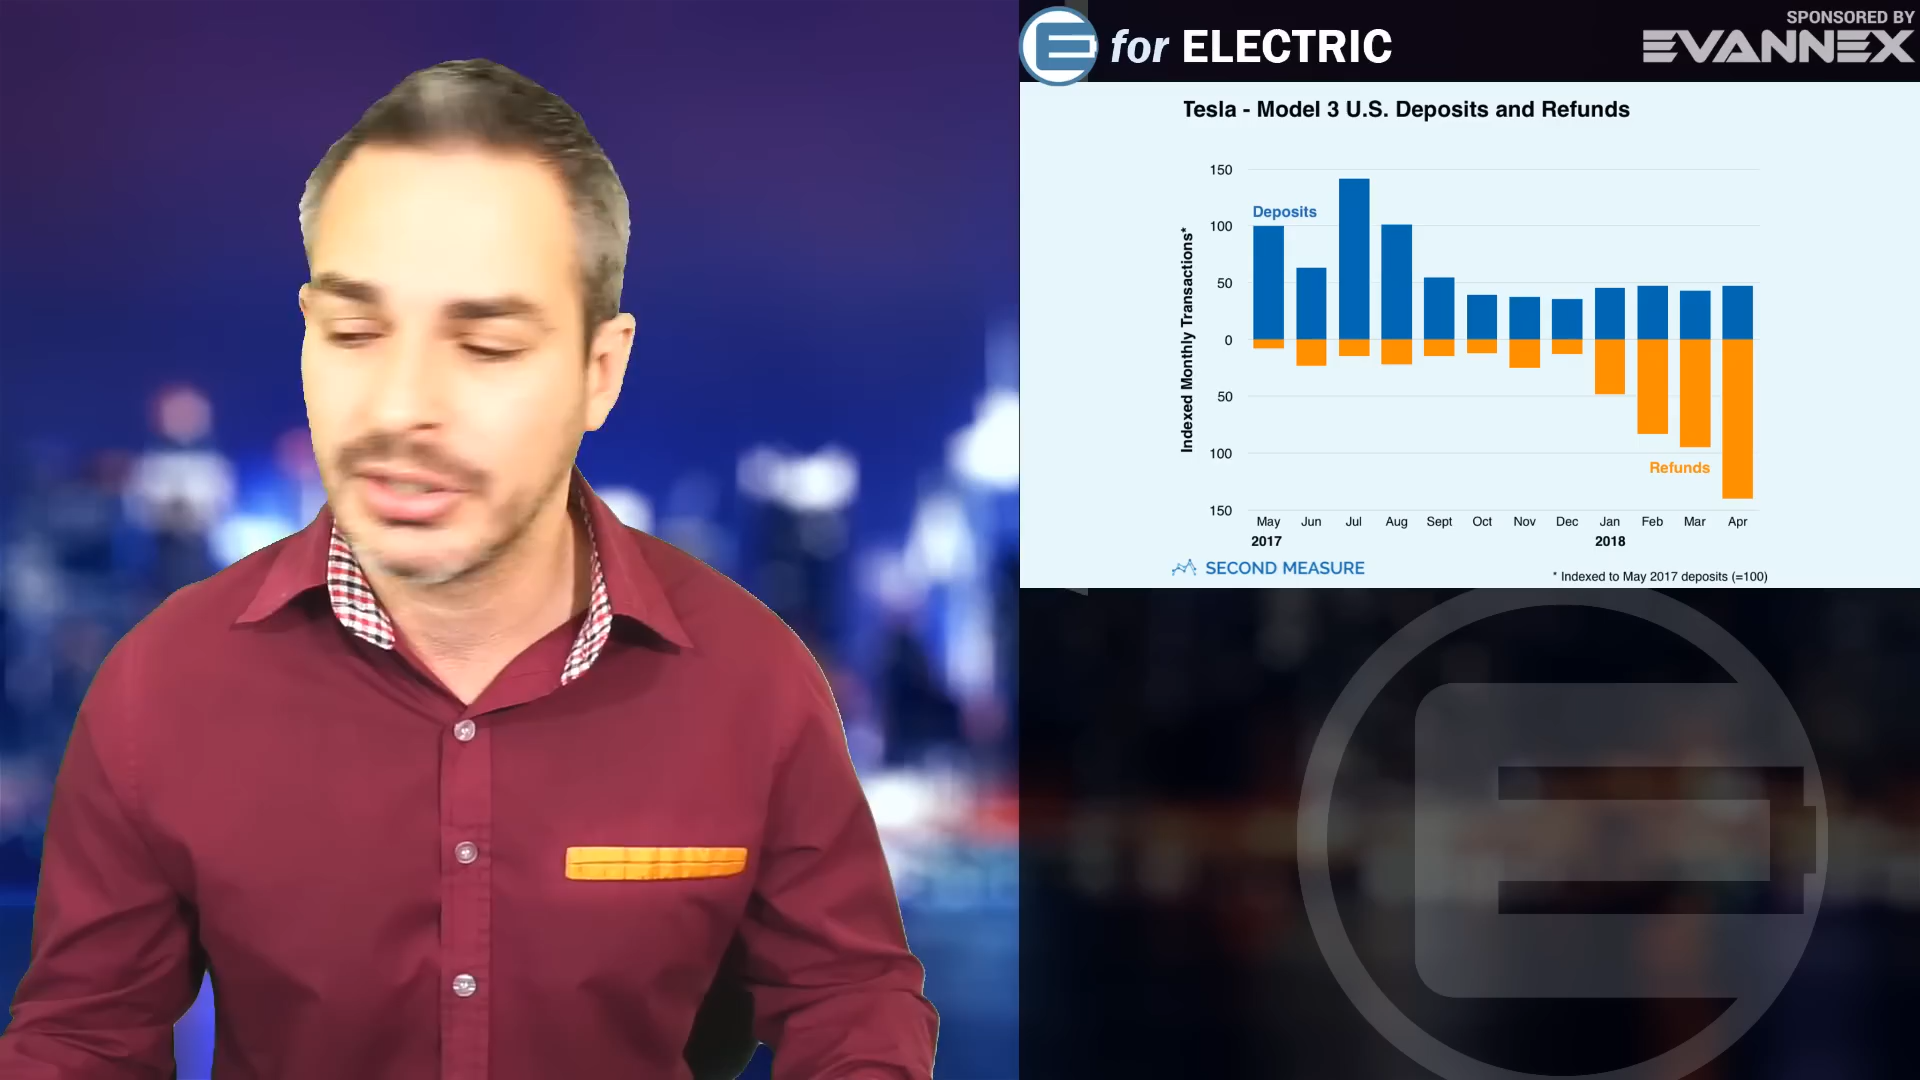 for ELECTRIC
SPONSORED BY
EVANNEX
Tesla - Model 3 U.S. Deposits and Refunds
Indexed Monthly Transactions*
150
100
50
0
50
100
150
Deposits
Refunds
May Jun Jul Aug Sept Oct Nov Dec Jan Feb Mar Apr
2017 2018
SECOND MEASURE
* Indexed to May 2017 deposits (=100)